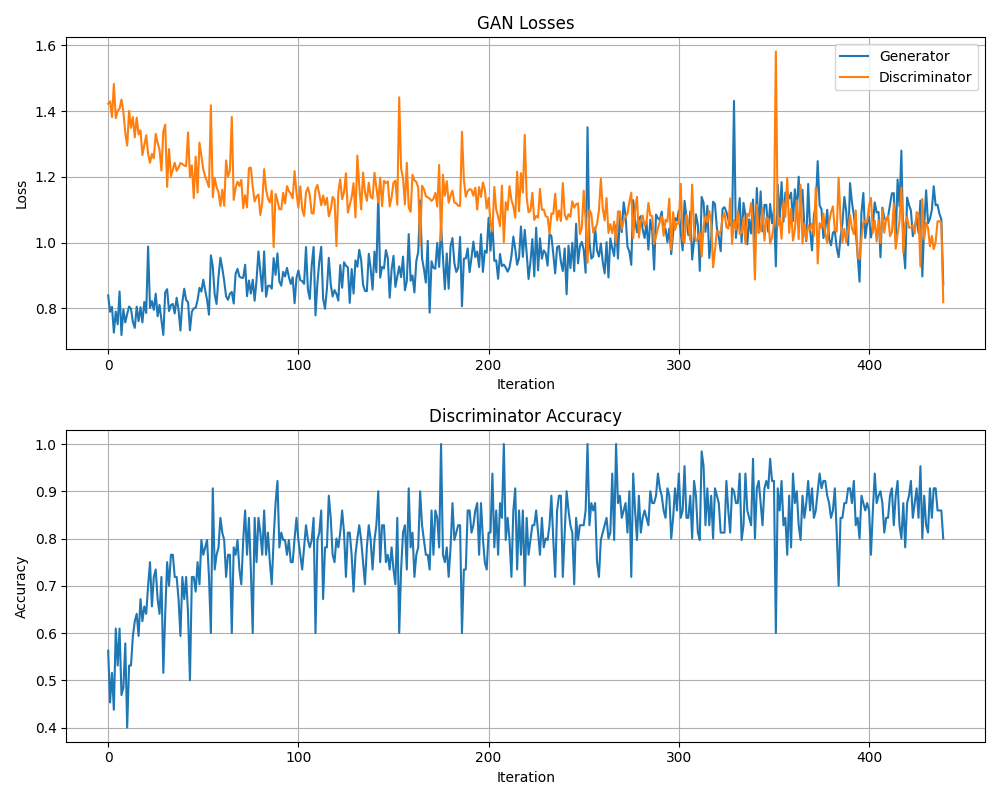 GAN Losses
Loss
1.6
1.4
1.2
1.0
0.8
Generator
Discriminator
0 100 200 300 400
Iteration
Discriminator Accuracy
Accuracy
1.0
0.9
0.8
0.7
0.6
0.5
0.4
0 100 200 300 400
Iteration